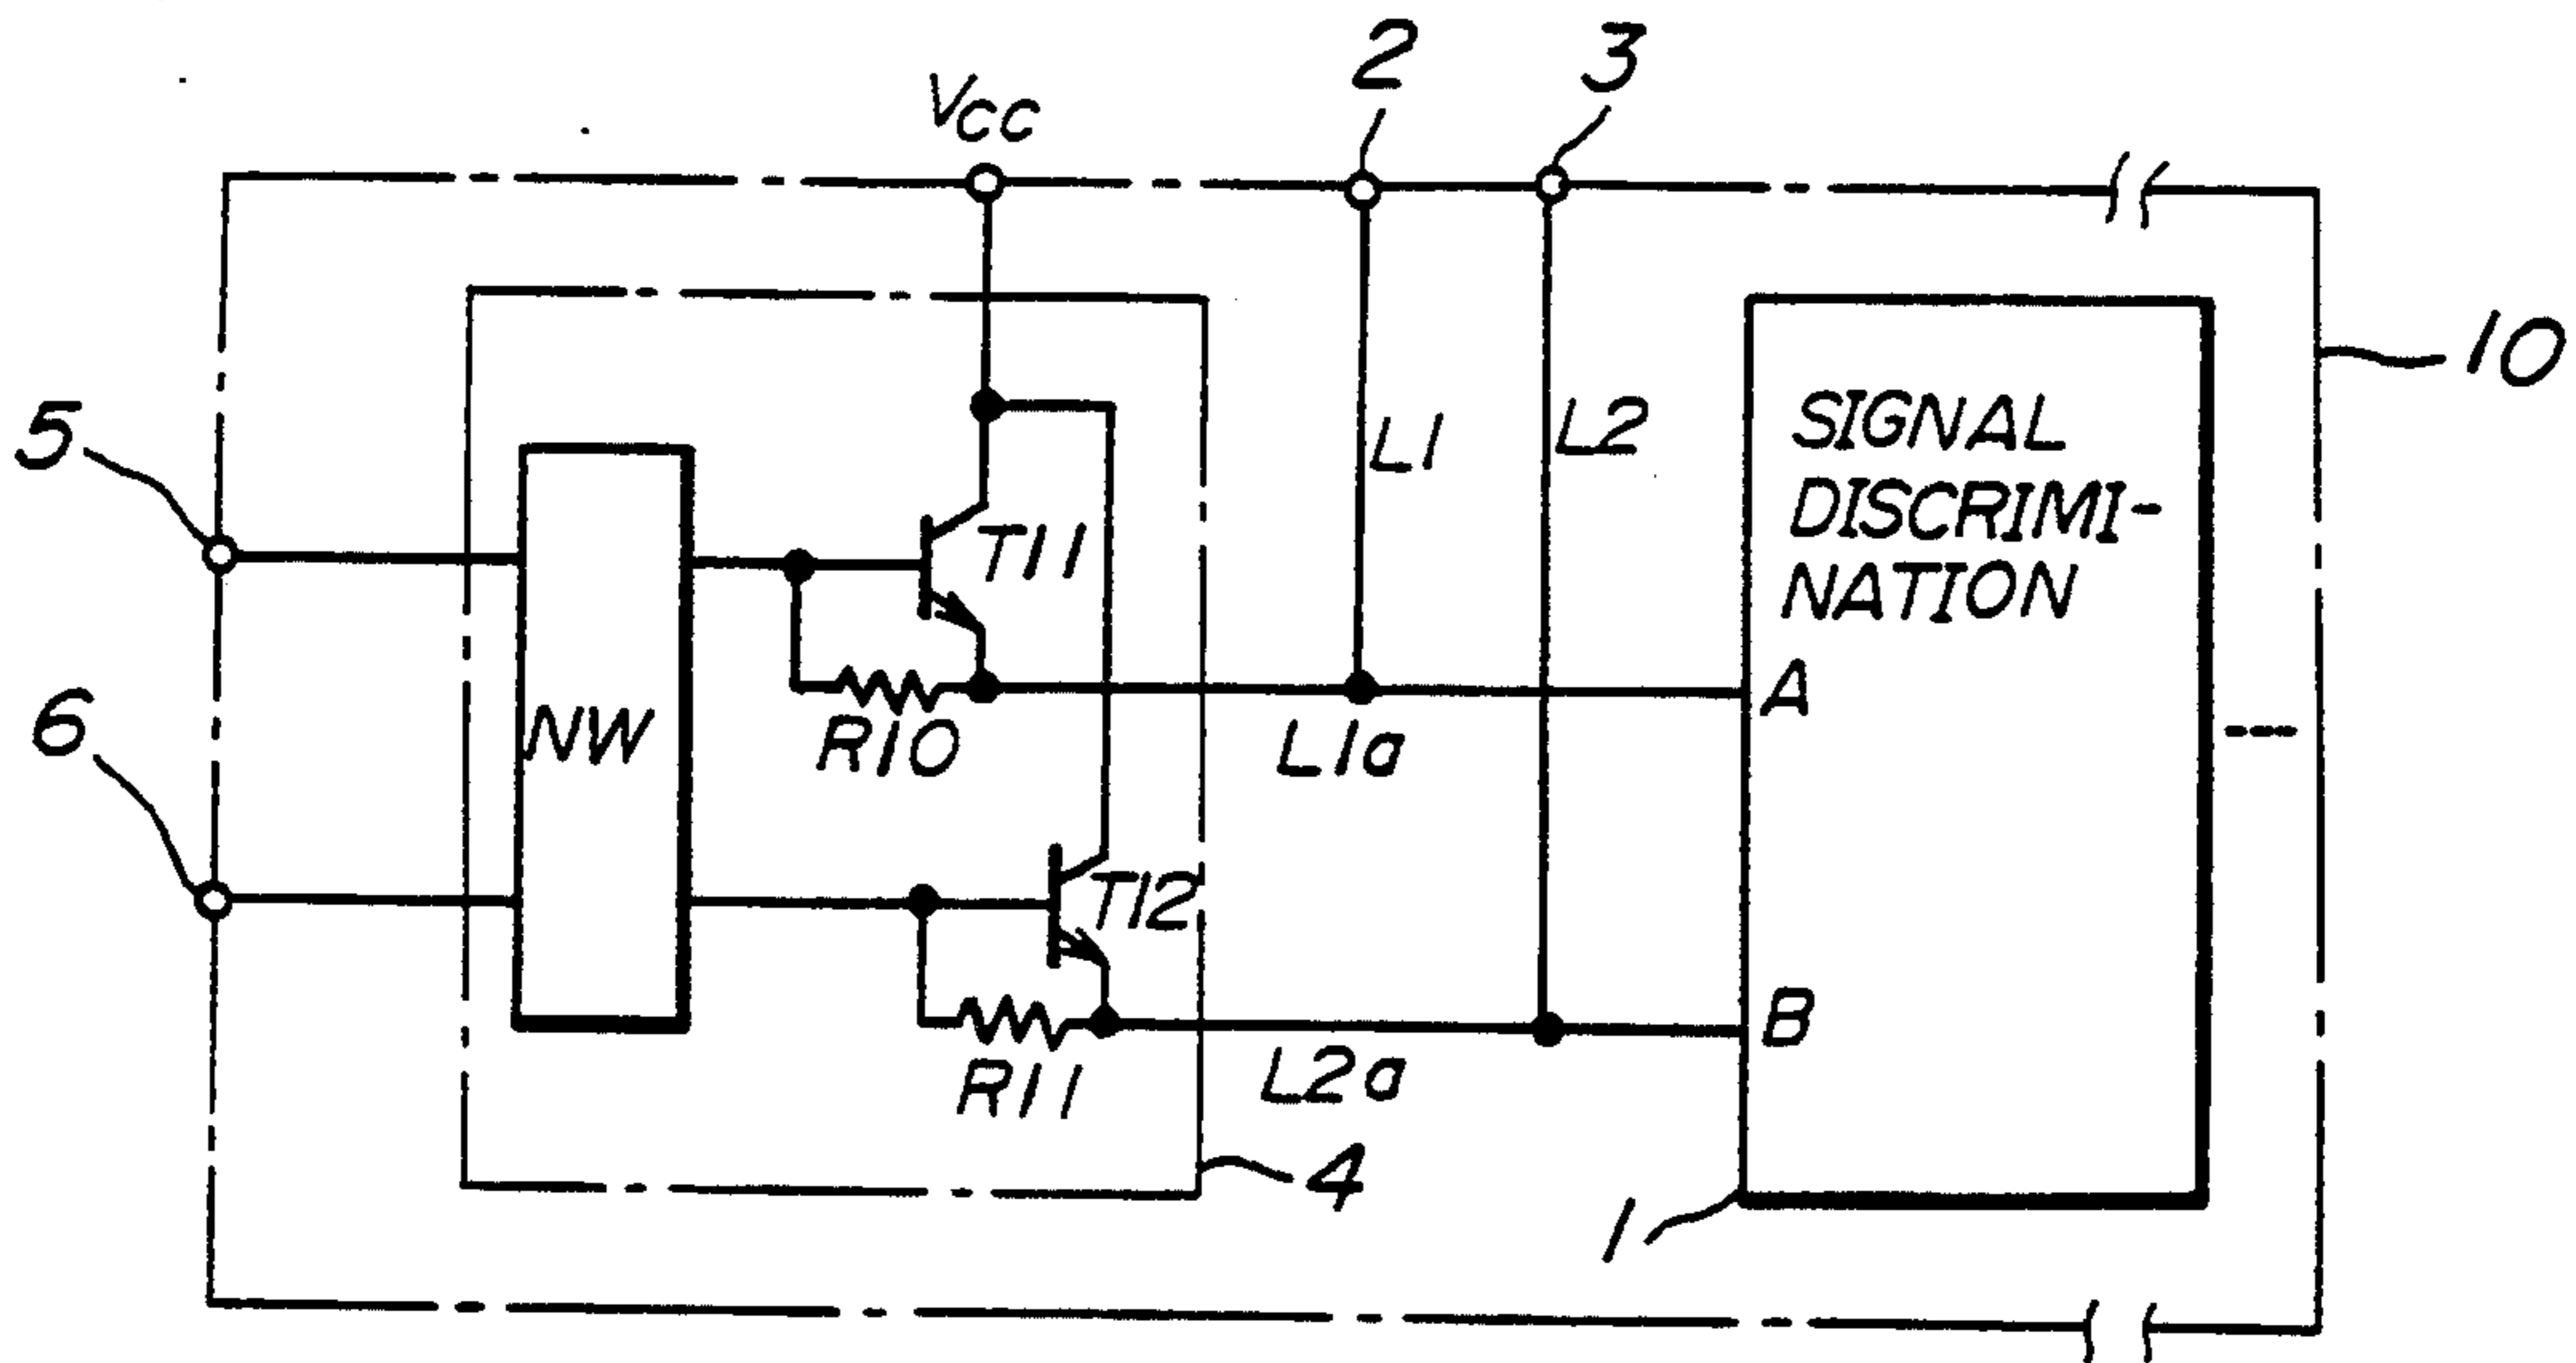 2
3
Vcc
10
5
L1
L2
SIGNAL
DISCRIMI-
NATION
T11
6
NW
R10
L1a
A
T12
R11
L2a
B
4
1